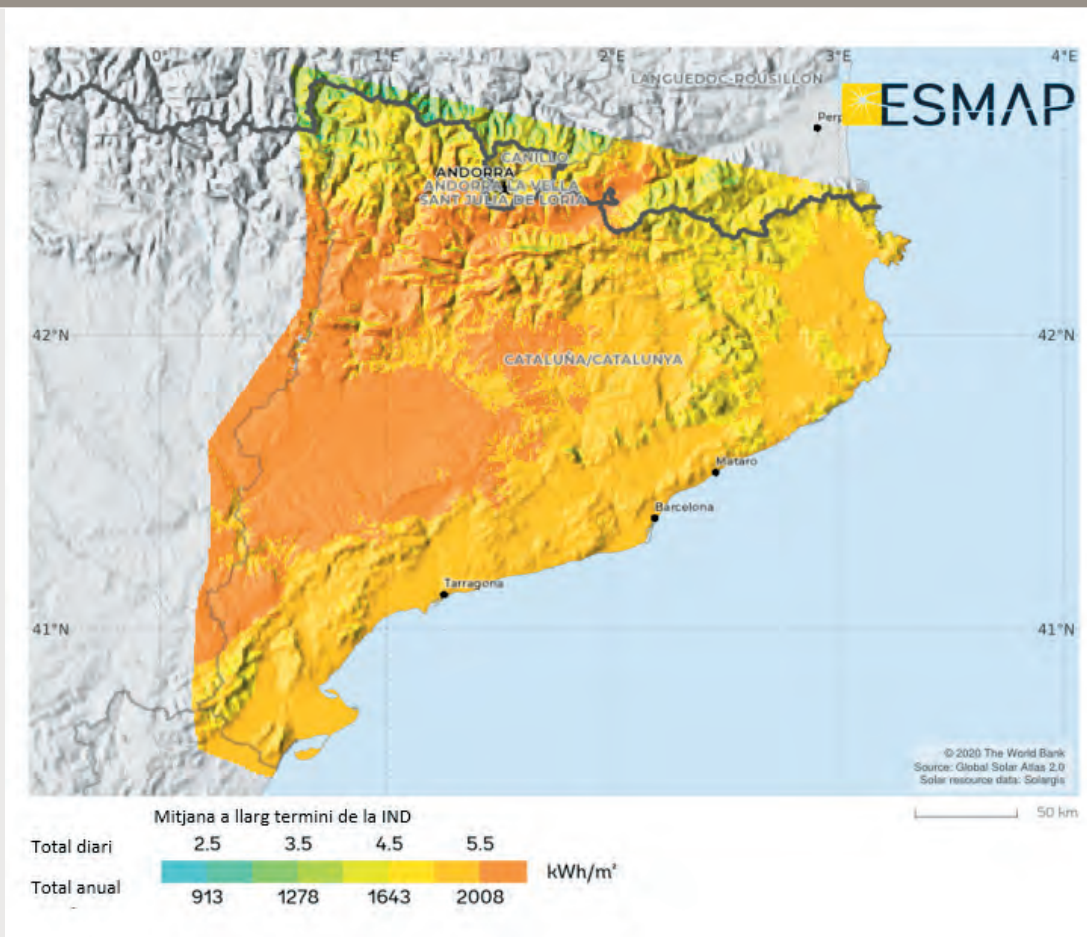 0° 1°E 2°E 3°E 4°E
LANGUEDOC-ROUSILLON
ESMAP
Perp
CANILLO
ANDORRA
ANDORRA LA VELLA
SANT JULIÀ DE LÒRIA
42°N 42°N
CATALUÑA/CATALUNYA
Mataro
Barcelona
Tarragona
41°N 41°N
© 2020 The World Bank
Source: Global Solar Atlas 2.0
Solar resource data: Solargis
50 km
Mitjana a llarg termini de la IND
Total diari 2.5 3.5 4.5 5.5
kWh/m²
Total anual 913 1278 1643 2008